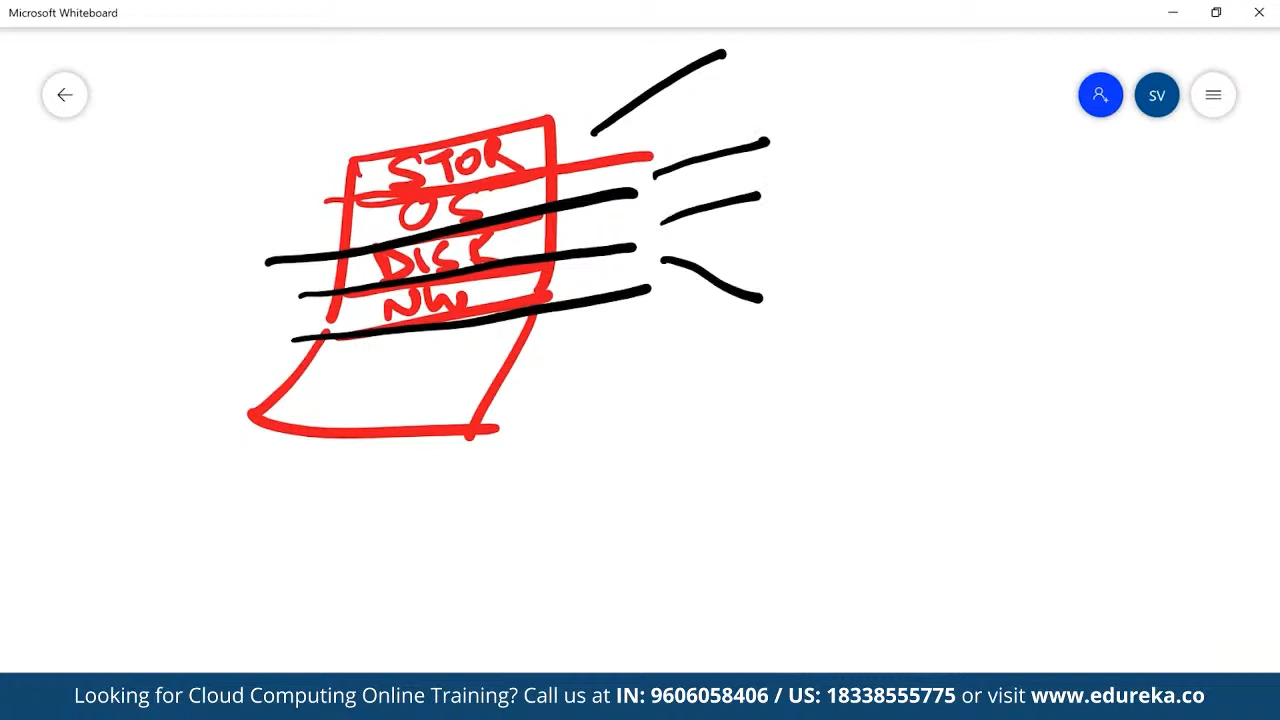 Microsoft Whiteboard
SV
STOR
OS
DISK
NW
Looking for Cloud Computing Online Training? Call us at IN: 9606058406 / US: 18338555775 or visit www.edureka.co